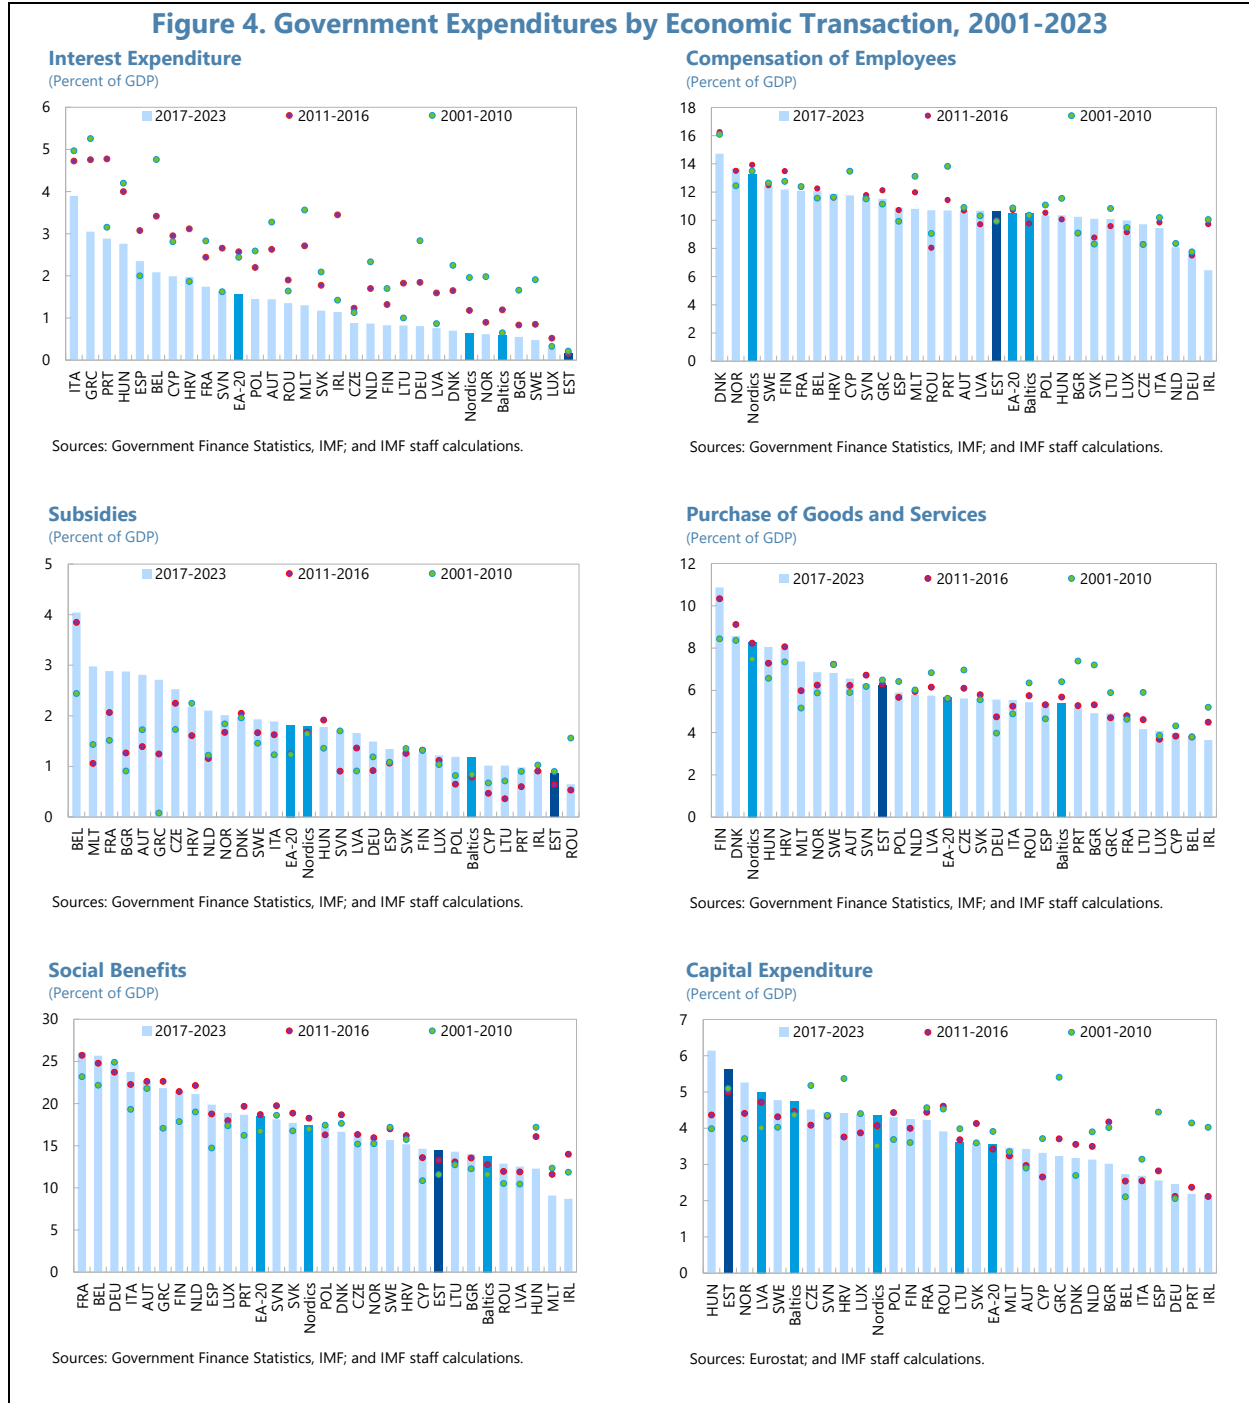 Figure 4. Government Expenditures by Economic Transaction, 2001-2023
Interest Expenditure
(Percent of GDP)
6
5
4
3
2
1
0
2017-2023 2011-2016 2001-2010
ITA GRC PRT HUN ESP BEL CYP HRV FRA SVN EA-20 POL AUT ROU MLT SVK IRL CZE NLD FIN LTU DEU LVA DNK Nordics NOR Baltics BGR SWE LUX EST
Sources: Government Finance Statistics, IMF; and IMF staff calculations.
Compensation of Employees
(Percent of GDP)
18
16
14
12
10
8
6
4
2
0
2017-2023 2011-2016 2001-2010
DNK NOR Nordics SWE FIN FRA BEL HRV CYP SVN GRC ESP MLT ROU PRT AUT LVA EST EA-20 Baltics POL HUN BGR SVK LTU LUX CZE ITA NLD DEU IRL
Sources: Government Finance Statistics, IMF; and IMF staff calculations.
Subsidies
(Percent of GDP)
5
4
3
2
1
0
2017-2023 2011-2016 2001-2010
BEL MLT FRA BGR AUT GRC CZE HRV NLD NOR DNK SWE ITA EA-20 Nordics HUN SVN LVA DEU ESP SVK FIN LUX POL Baltics CYP LTU PRT IRL EST ROU
Sources: Government Finance Statistics, IMF; and IMF staff calculations.
Purchase of Goods and Services
(Percent of GDP)
12
10
8
6
4
2
0
2017-2023 2011-2016 2001-2010
FIN DNK Nordics HUN HRV MLT NOR SWE AUT SVN EST POL NLD LVA EA-20 CZE SVK DEU ITA ROU ESP Baltics PRT BGR GRC FRA LTU LUX CYP BEL IRL
Sources: Government Finance Statistics, IMF; and IMF staff calculations.
Social Benefits
(Percent of GDP)
30
25
20
15
10
5
0
2017-2023 2011-2016 2001-2010
FRA BEL DEU ITA AUT GRC FIN NLD ESP LUX PRT EA-20 SVN SVK Nordics POL DNK CZE NOR SWE HRV CYP EST LTU BGR Baltics ROU LVA HUN MLT IRL
Sources: Government Finance Statistics, IMF; and IMF staff calculations.
Capital Expenditure
(Percent of GDP)
7
6
5
4
3
2
1
0
2017-2023 2011-2016 2001-2010
HUN EST NOR LVA SWE Baltics CZE SVN HRV LUX Nordics POL FIN FRA ROU LTU SVK EA-20 MLT AUT CYP GRC DNK NLD BGR BEL ITA ESP DEU PRT IRL
Sources: Eurostat; and IMF staff calculations.